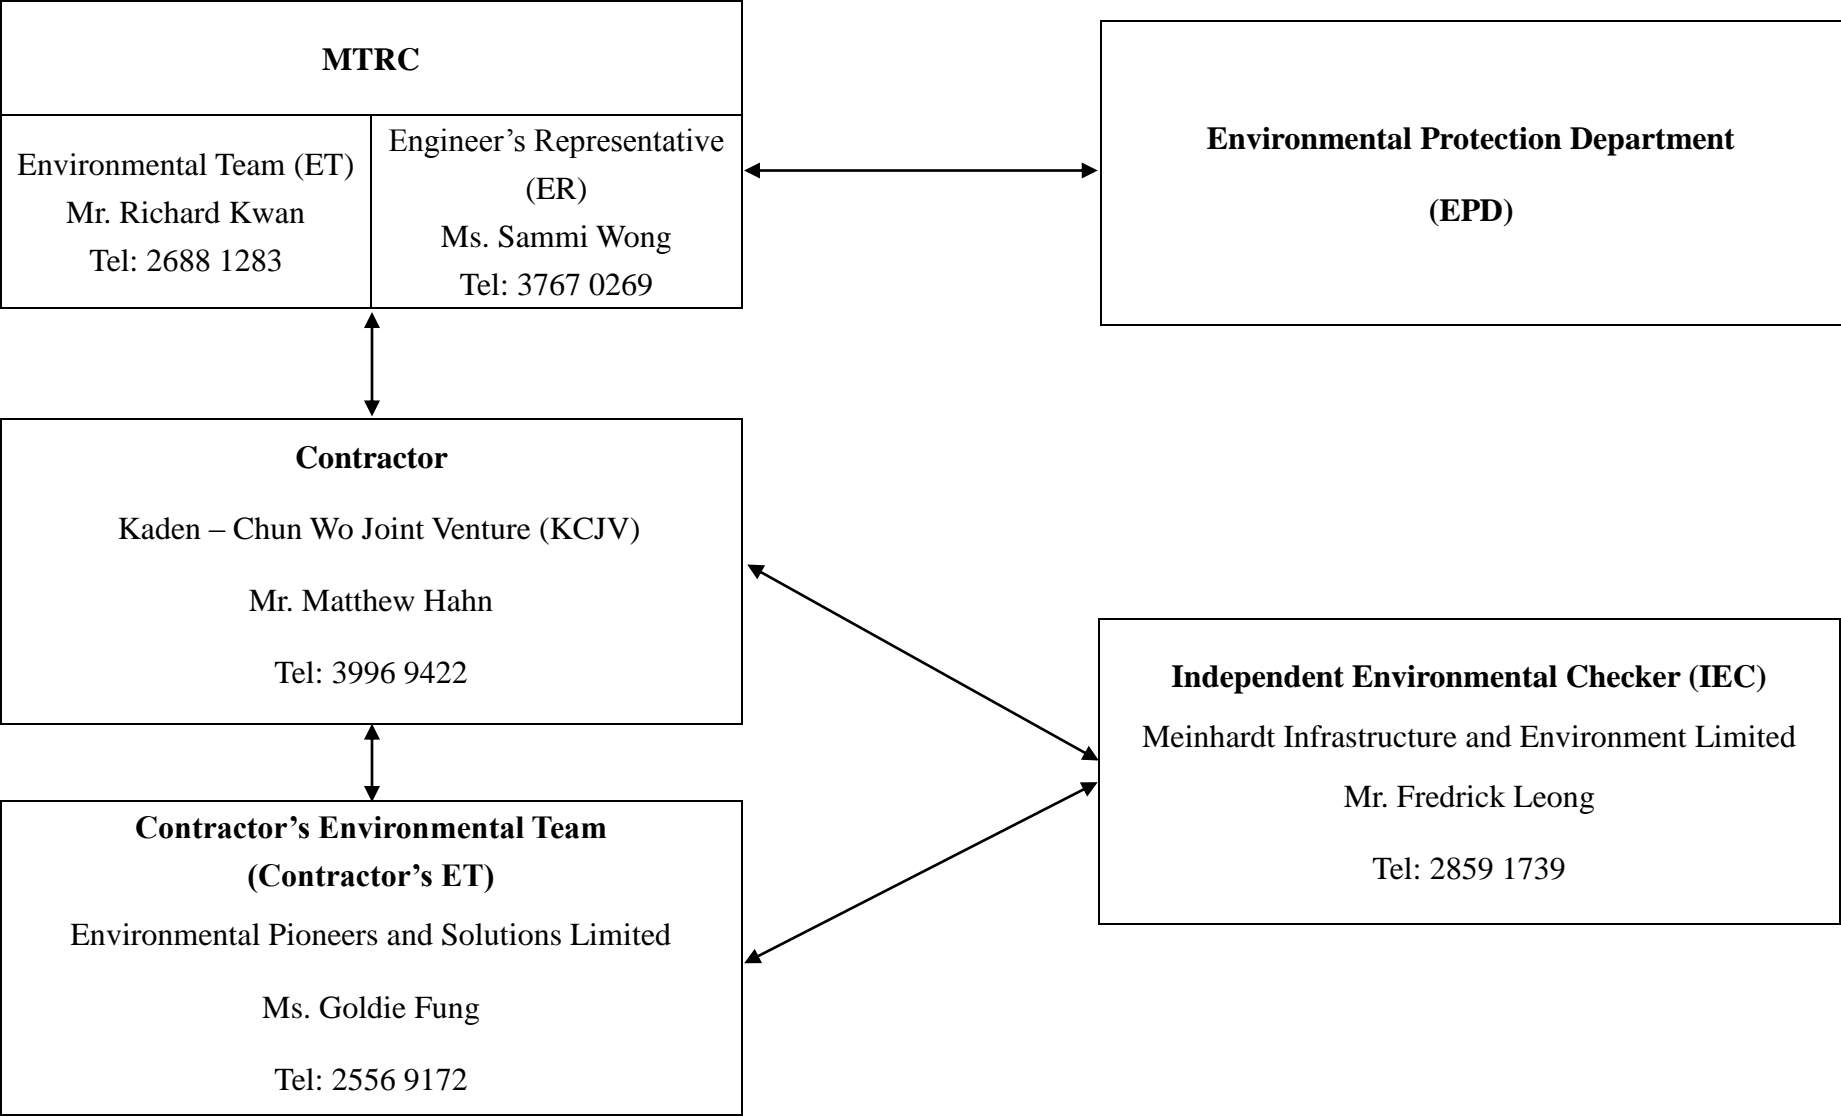 MTRC
Environmental Team (ET)
Mr. Richard Kwan
Tel: 2688 1283
Engineer’s Representative
(ER)
Ms. Sammi Wong
Tel: 3767 0269
Environmental Protection Department
(EPD)
Contractor
Kaden – Chun Wo Joint Venture (KCJV)
Mr. Matthew Hahn
Tel: 3996 9422
Independent Environmental Checker (IEC)
Meinhardt Infrastructure and Environment Limited
Mr. Fredrick Leong
Tel: 2859 1739
Contractor’s Environmental Team
(Contractor’s ET)
Environmental Pioneers and Solutions Limited
Ms. Goldie Fung
Tel: 2556 9172